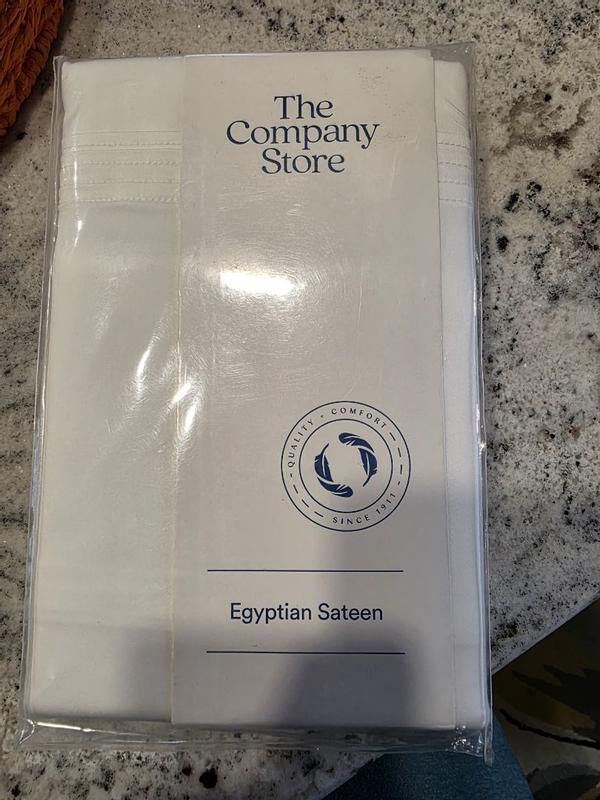 The
Company
Store
QUALITY • COMFORT
SINCE 1911
Egyptian Sateen